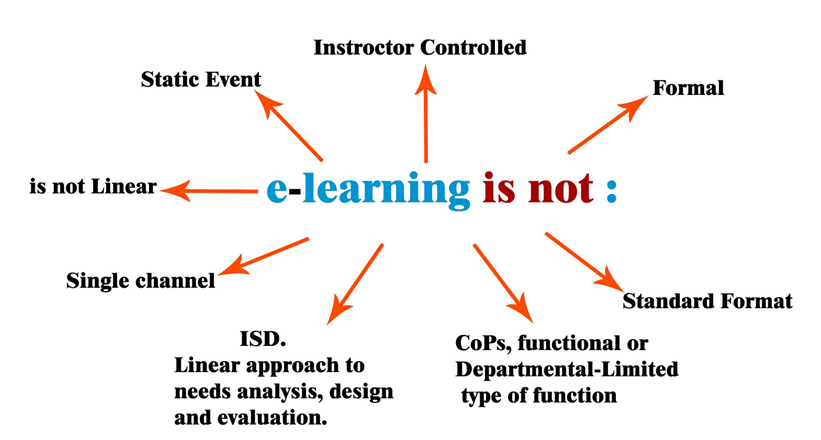 Instroctor Controlled
Static Event
Formal
is not Linear
e-learning is not :
Single channel
Standard Format
ISD.
Linear approach to
needs analysis, design
and evaluation.
CoPs, functional or
Departmental-Limited
type of function